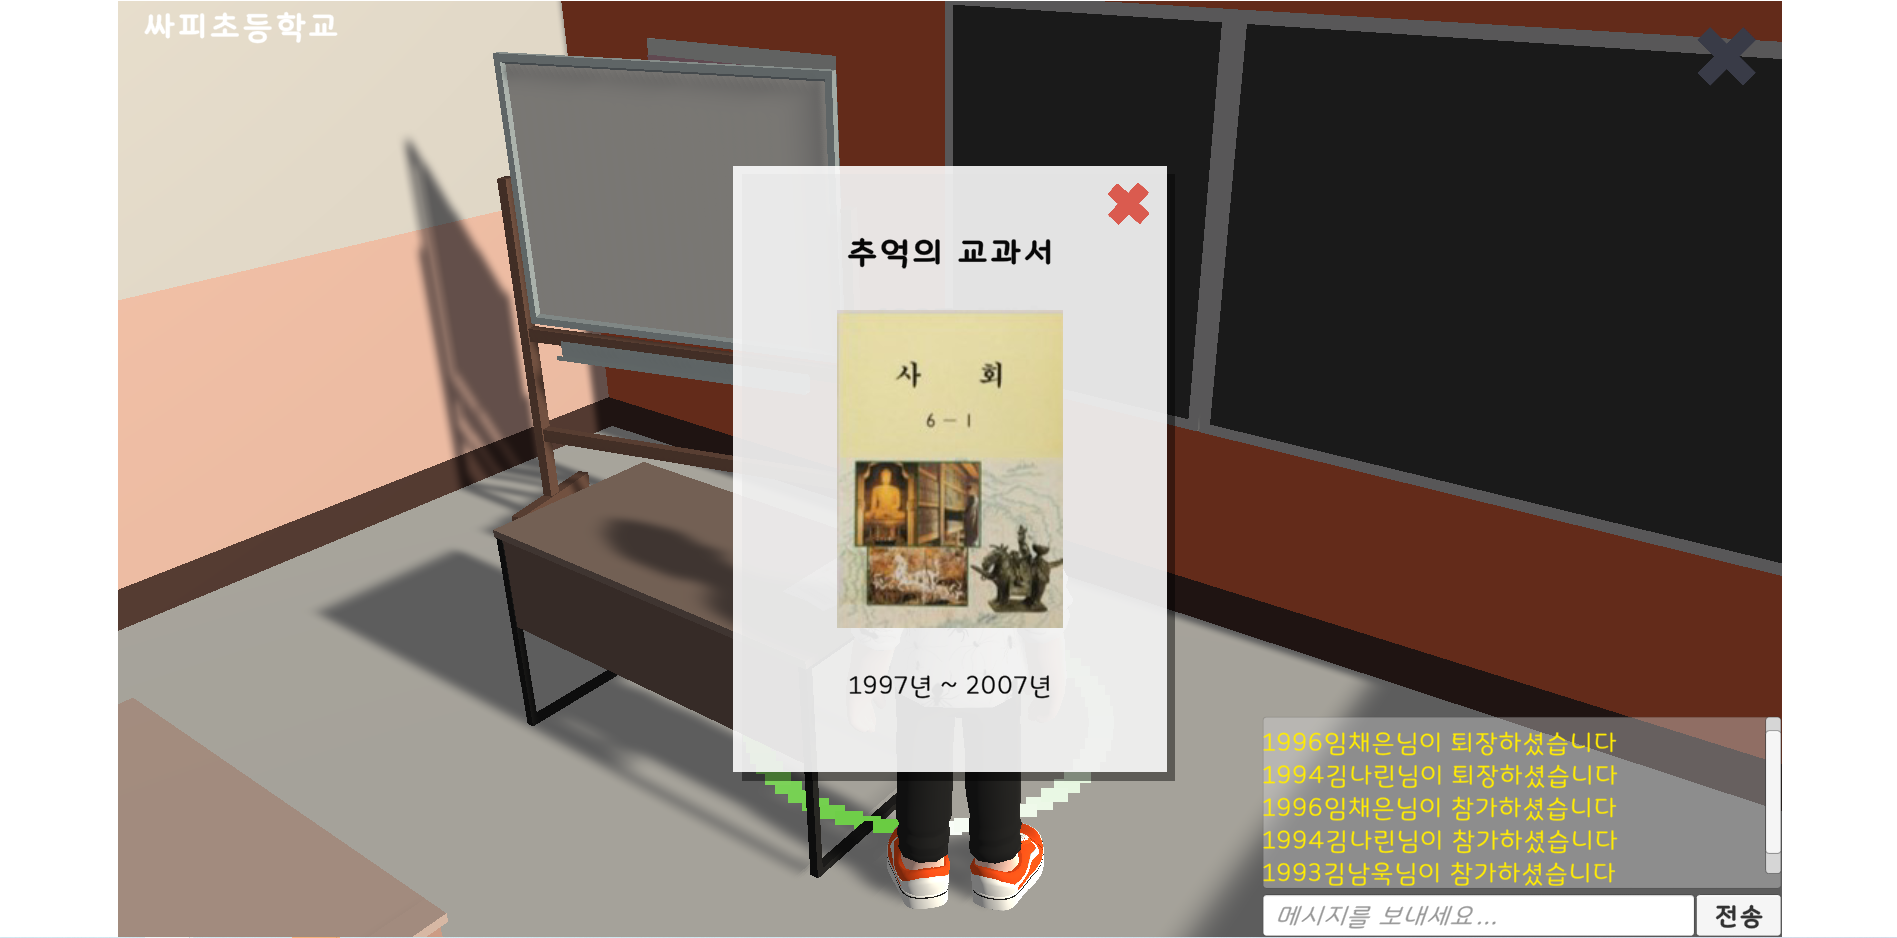 싸피초등학교
추억의 교과서
사 회
6-1
1997년 ~ 2007년
1996임채은님이 퇴장하셨습니다
1994김나린님이 퇴장하셨습니다
1996임채은님이 참가하셨습니다
1994김나린님이 참가하셨습니다
1993김남욱님이 참가하셨습니다
메시지를 보내세요...
전송